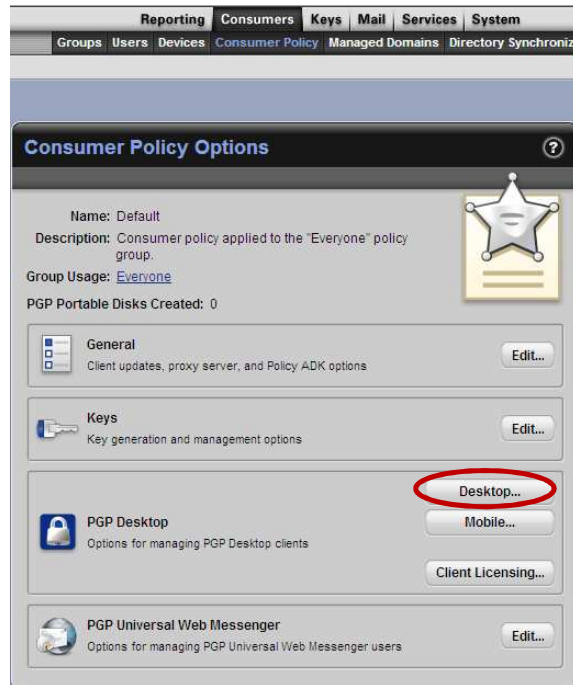 Reporting Consumers Keys Mail Services System
Groups Users Devices Consumer Policy Managed Domains Directory Synchroniz
Consumer Policy Options
?
Name: Default
Description: Consumer policy applied to the "Everyone" policy
group.
Group Usage: Everyone
PGP Portable Disks Created: 0
General
Client updates, proxy server, and Policy ADK options
Edit...
Keys
Key generation and management options
Edit...
Desktop...
PGP Desktop
Mobile...
Options for managing PGP Desktop clients
Client Licensing...
PGP Universal Web Messenger
Options for managing PGP Universal Web Messenger users
Edit...